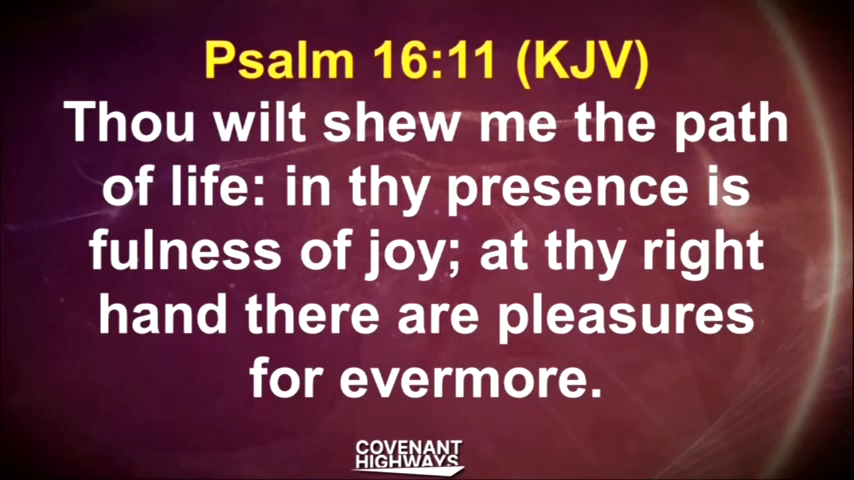 Psalm 16:11 (KJV)
Thou wilt shew me the path
of life: in thy presence is
fulness of joy; at thy right
hand there are pleasures
for evermore.
COVENANT
HIGHWAYS